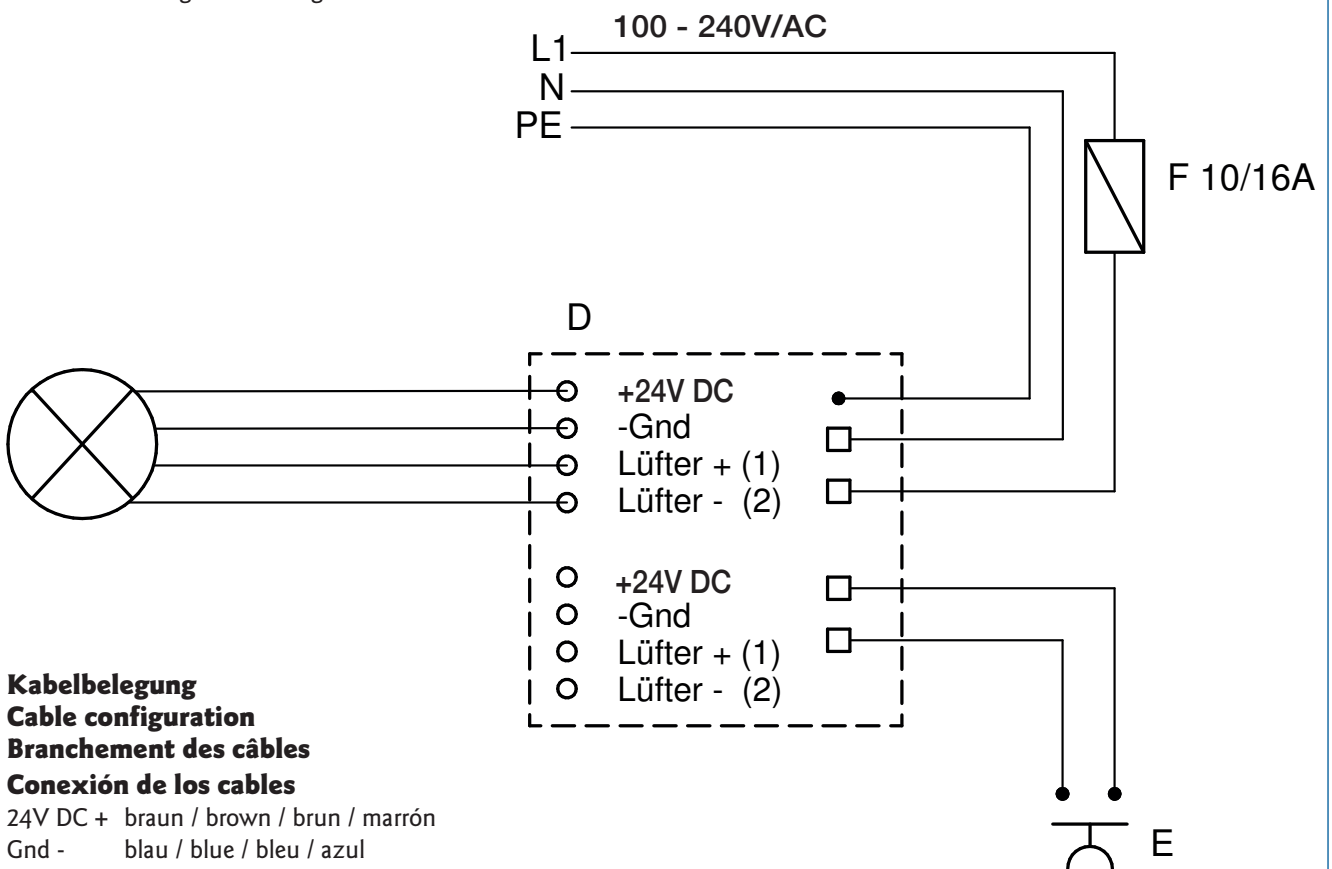 100 - 240V/AC
L1
N
PE
F 10/16A
D
+24V DC
-Gnd
Lüfter + (1)
Lüfter - (2)
+24V DC
-Gnd
Lüfter + (1)
Lüfter - (2)
Kabelbelegung
Cable configuration
Branchement des câbles
Conexión de los cables
24V DC + braun / brown / brun / marrón
Gnd - blau / blue / bleu / azul
E